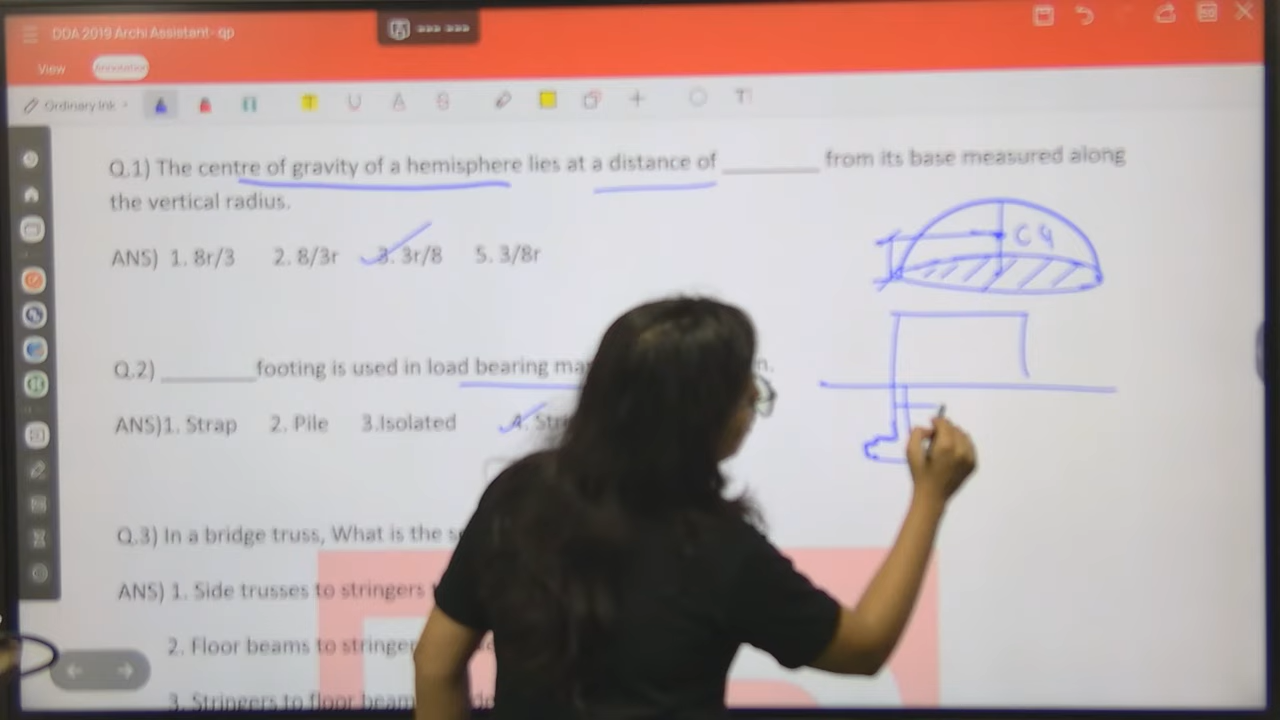 DDA 2019 Archi Assistant- qp
View Annotation
Ordinary Ink
Q.1) The centre of gravity of a hemisphere lies at a distance of ________ from its base measured along
the vertical radius.
CG
ANS) 1. 8r/3 2. 8/3r 3. 3r/8 5. 3/8r
Q.2) ________ footing is used in load bearing
ANS)1. Strap 2. Pile 3.Isolated 4.
Q.3) In a bridge truss, What is the
ANS) 1. Side trusses to stringers
2. Floor beams to stringer
3. Stringers to floor beam